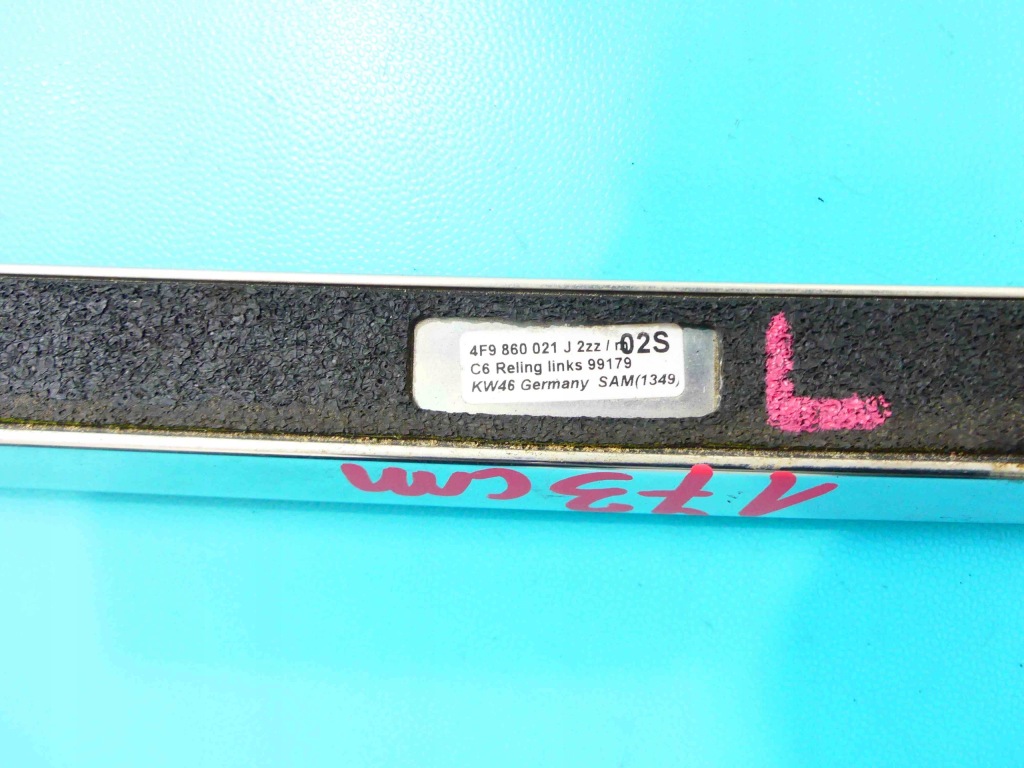 4F9 860 021 J 2zz / m 02S
C6 Reling links 99179
KW46 Germany SAM(1349)
L
173 cm